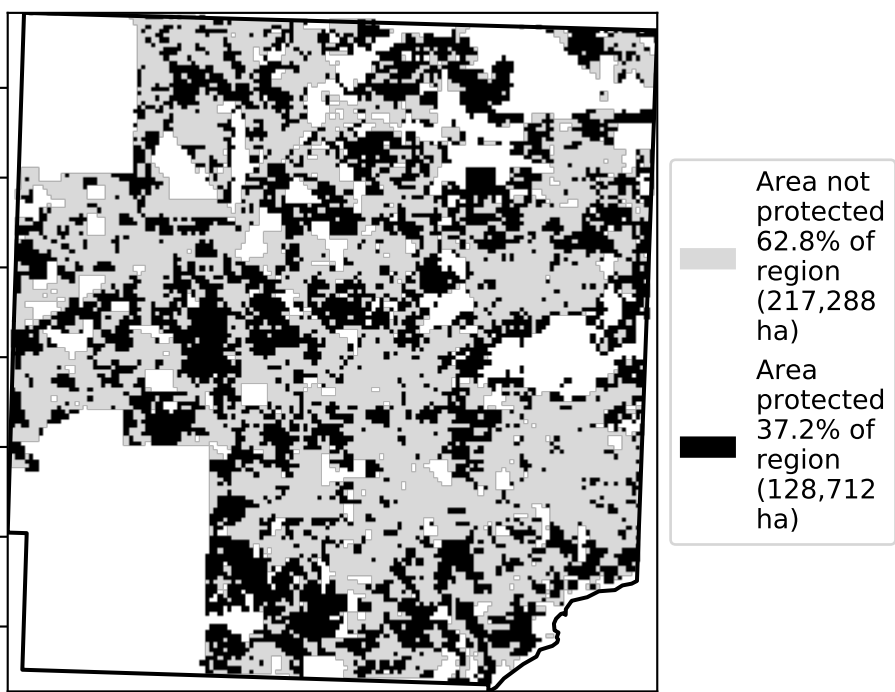 Area not
protected
62.8% of
region
(217,288
ha)
Area
protected
37.2% of
region
(128,712
ha)